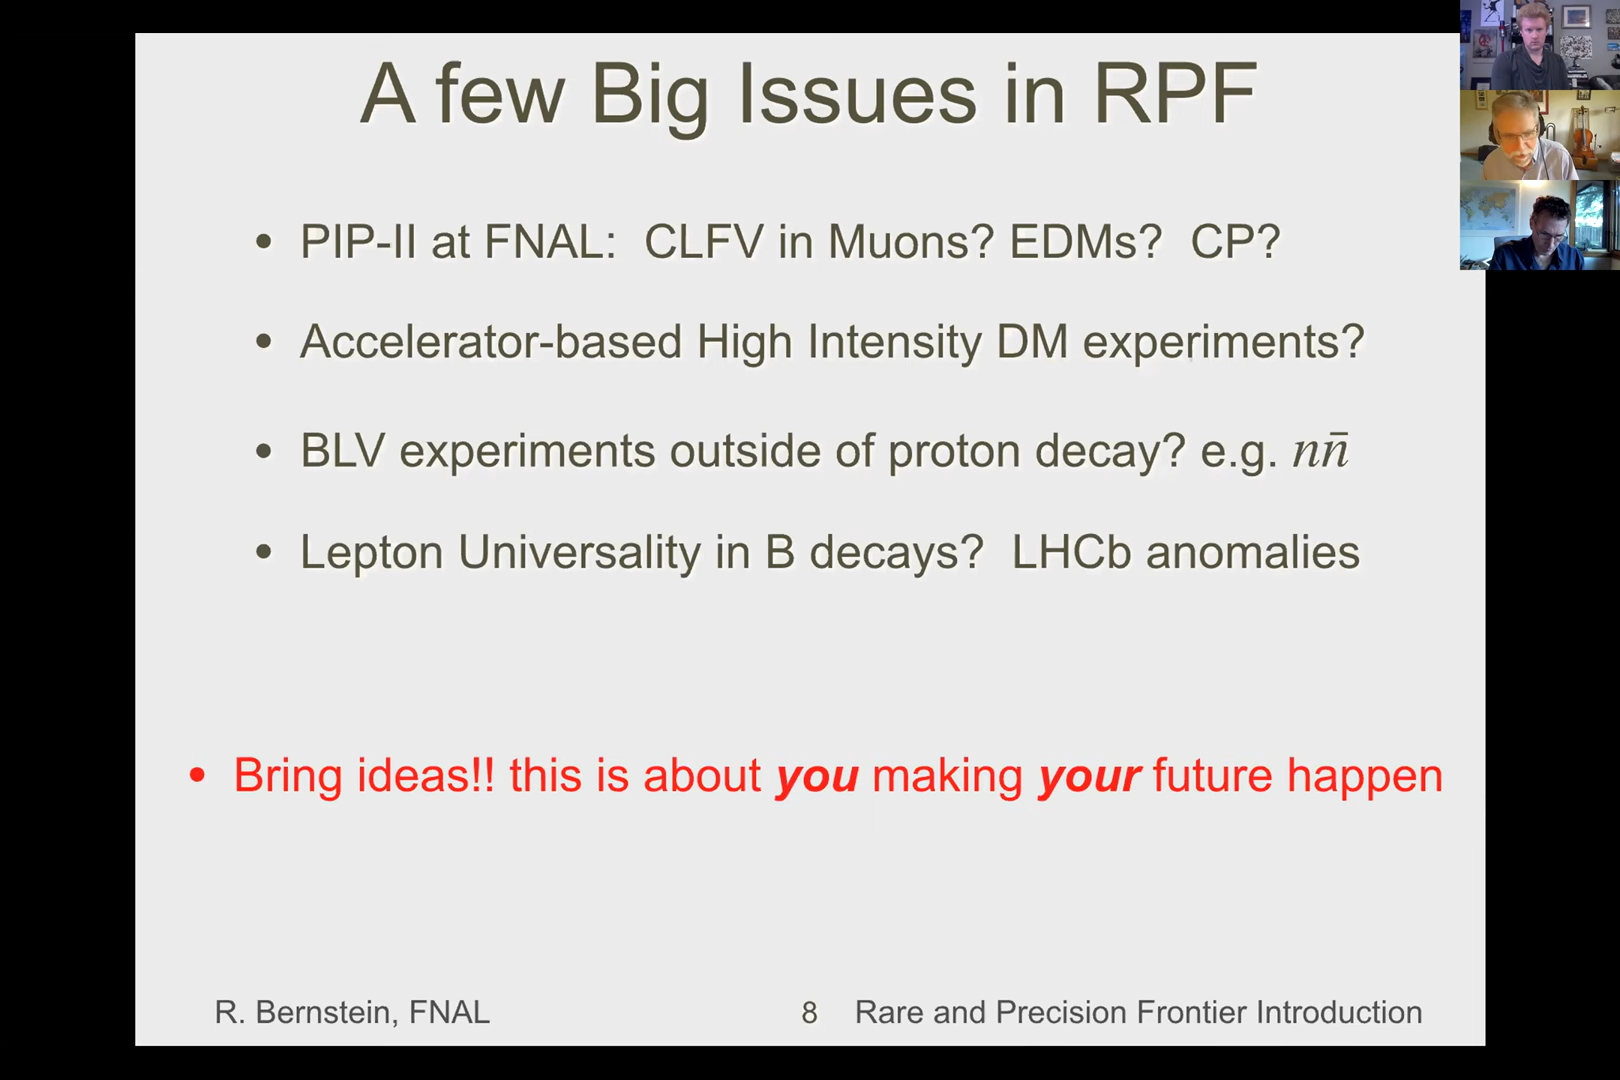 A few Big Issues in RPF
• PIP-II at FNAL: CLFV in Muons? EDMs? CP?
• Accelerator-based High Intensity DM experiments?
• BLV experiments outside of proton decay? e.g. nn̄
• Lepton Universality in B decays? LHCb anomalies
• Bring ideas!! this is about you making your future happen
R. Bernstein, FNAL 8 Rare and Precision Frontier Introduction